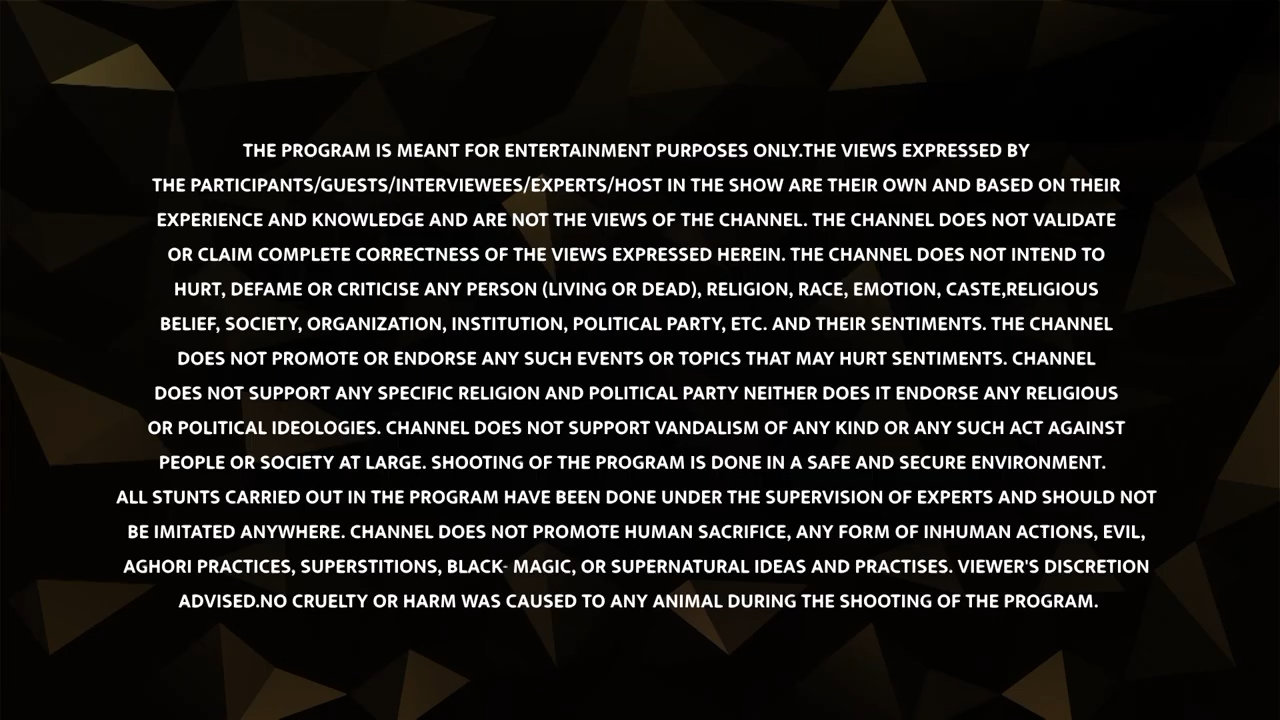 THE PROGRAM IS MEANT FOR ENTERTAINMENT PURPOSES ONLY.THE VIEWS EXPRESSED BY
THE PARTICIPANTS/GUESTS/INTERVIEWEES/EXPERTS/HOST IN THE SHOW ARE THEIR OWN AND BASED ON THEIR
EXPERIENCE AND KNOWLEDGE AND ARE NOT THE VIEWS OF THE CHANNEL. THE CHANNEL DOES NOT VALIDATE
OR CLAIM COMPLETE CORRECTNESS OF THE VIEWS EXPRESSED HEREIN. THE CHANNEL DOES NOT INTEND TO
HURT, DEFAME OR CRITICISE ANY PERSON (LIVING OR DEAD), RELIGION, RACE, EMOTION, CASTE,RELIGIOUS
BELIEF, SOCIETY, ORGANIZATION, INSTITUTION, POLITICAL PARTY, ETC. AND THEIR SENTIMENTS. THE CHANNEL
DOES NOT PROMOTE OR ENDORSE ANY SUCH EVENTS OR TOPICS THAT MAY HURT SENTIMENTS. CHANNEL
DOES NOT SUPPORT ANY SPECIFIC RELIGION AND POLITICAL PARTY NEITHER DOES IT ENDORSE ANY RELIGIOUS
OR POLITICAL IDEOLOGIES. CHANNEL DOES NOT SUPPORT VANDALISM OF ANY KIND OR ANY SUCH ACT AGAINST
PEOPLE OR SOCIETY AT LARGE. SHOOTING OF THE PROGRAM IS DONE IN A SAFE AND SECURE ENVIRONMENT.
ALL STUNTS CARRIED OUT IN THE PROGRAM HAVE BEEN DONE UNDER THE SUPERVISION OF EXPERTS AND SHOULD NOT
BE IMITATED ANYWHERE. CHANNEL DOES NOT PROMOTE HUMAN SACRIFICE, ANY FORM OF INHUMAN ACTIONS, EVIL,
AGHORI PRACTICES, SUPERSTITIONS, BLACK- MAGIC, OR SUPERNATURAL IDEAS AND PRACTISES. VIEWER'S DISCRETION
ADVISED.NO CRUELTY OR HARM WAS CAUSED TO ANY ANIMAL DURING THE SHOOTING OF THE PROGRAM.